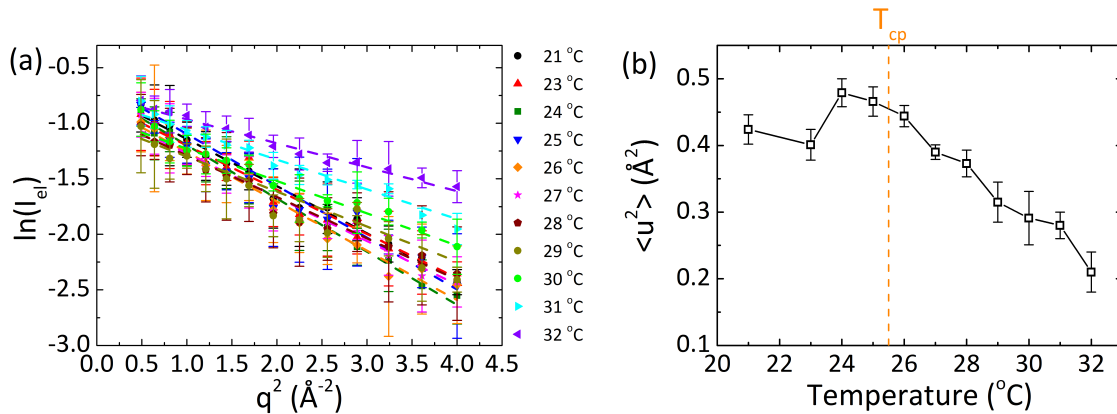 (a)
-0.5
-1.0
-1.5
-2.0
-2.5
-3.0
ln(I_el)
0.0 0.5 1.0 1.5 2.0 2.5 3.0 3.5 4.0 4.5
q² (Å⁻²)
21 °C
23 °C
24 °C
25 °C
26 °C
27 °C
28 °C
29 °C
30 °C
31 °C
32 °C
T_cp
(b)
0.5
0.4
0.3
0.2
0.1
<u²> (Å²)
20 22 24 26 28 30 32
Temperature (°C)